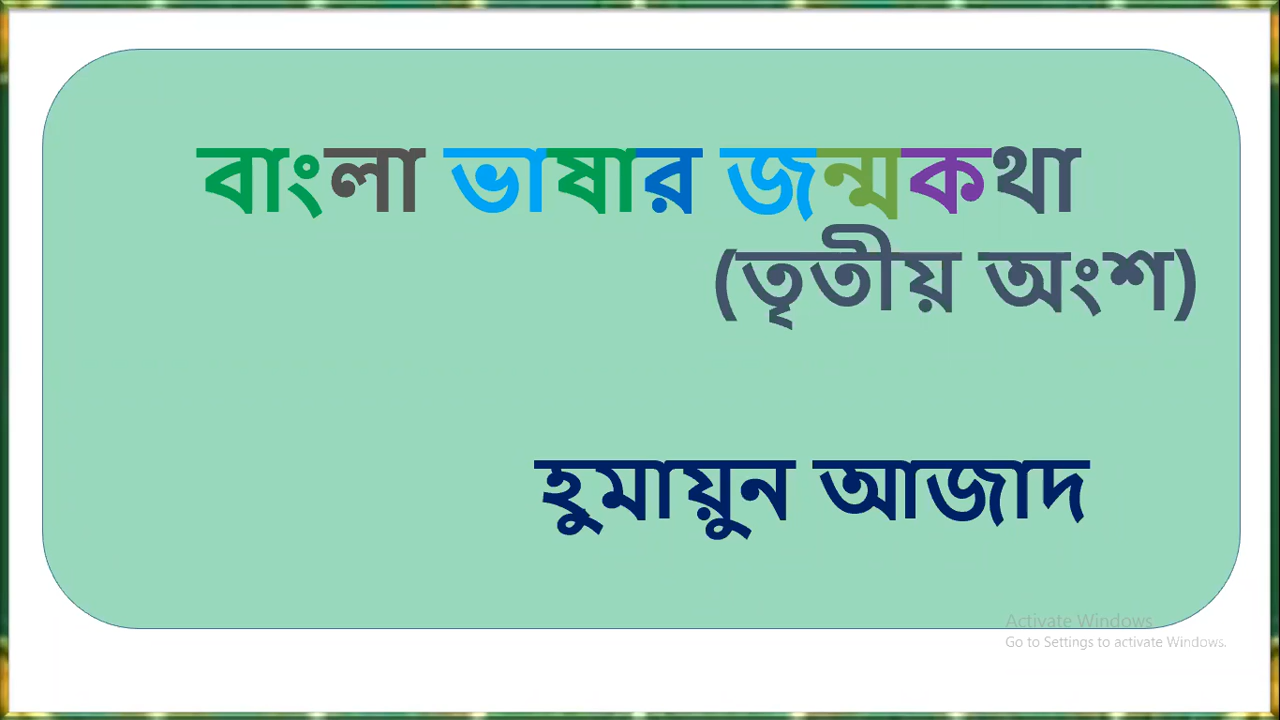 বাংলা ভাষার জন্মকথা
(তৃতীয় অংশ)
হুমায়ুন আজাদ
Activate Windows
Go to Settings to activate Windows.